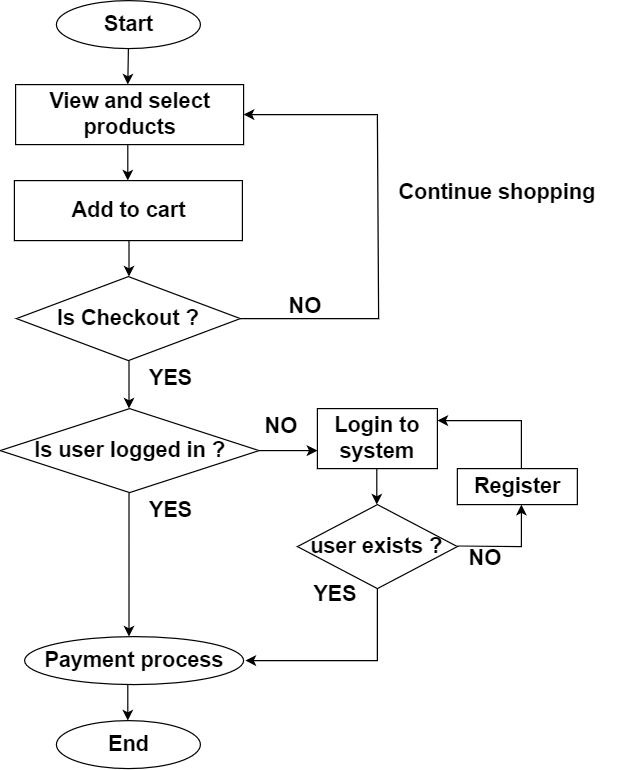 Start
View and select
products
Continue shopping
Add to cart
NO
Is Checkout ?
YES
NO
Login to
system
Is user logged in ?
Register
YES
user exists ?
NO
YES
Payment process
End